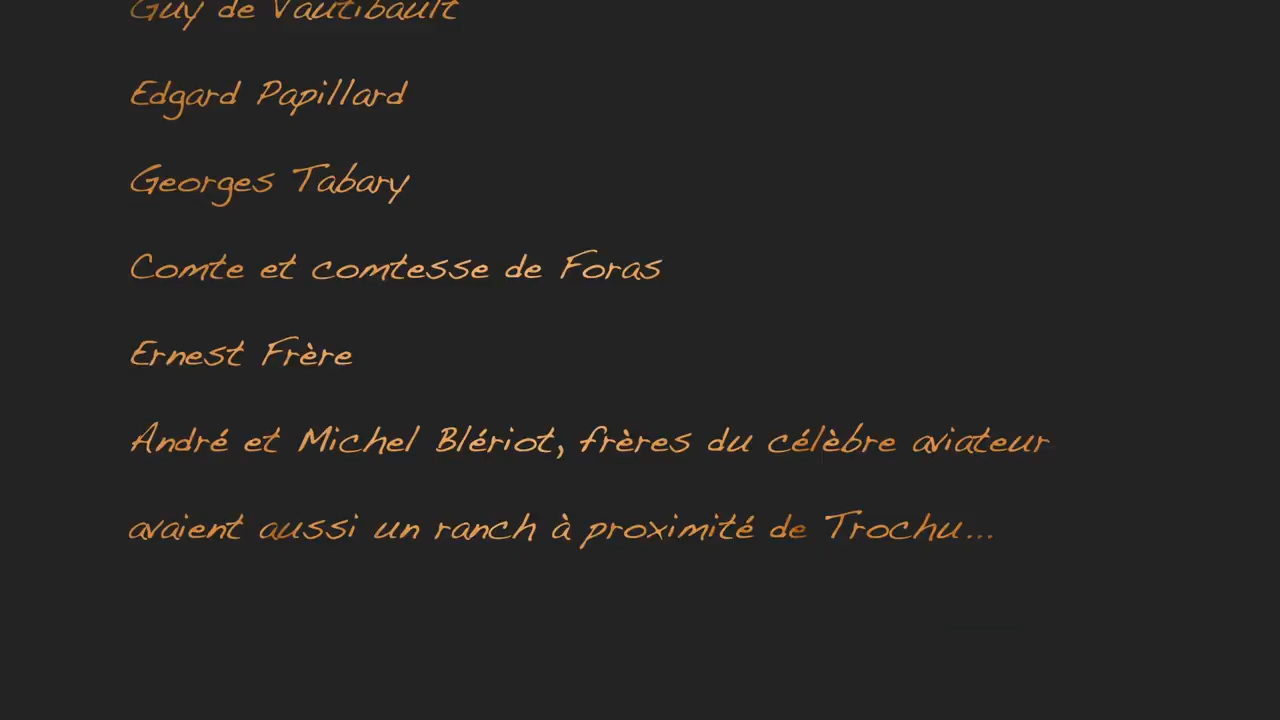 Guy de Vautibault
Edgard Papillard
Georges Tabary
Comte et comtesse de Foras
Ernest Frère
André et Michel Blériot, frères du célèbre aviateur
avaient aussi un ranch à proximité de Trochu...